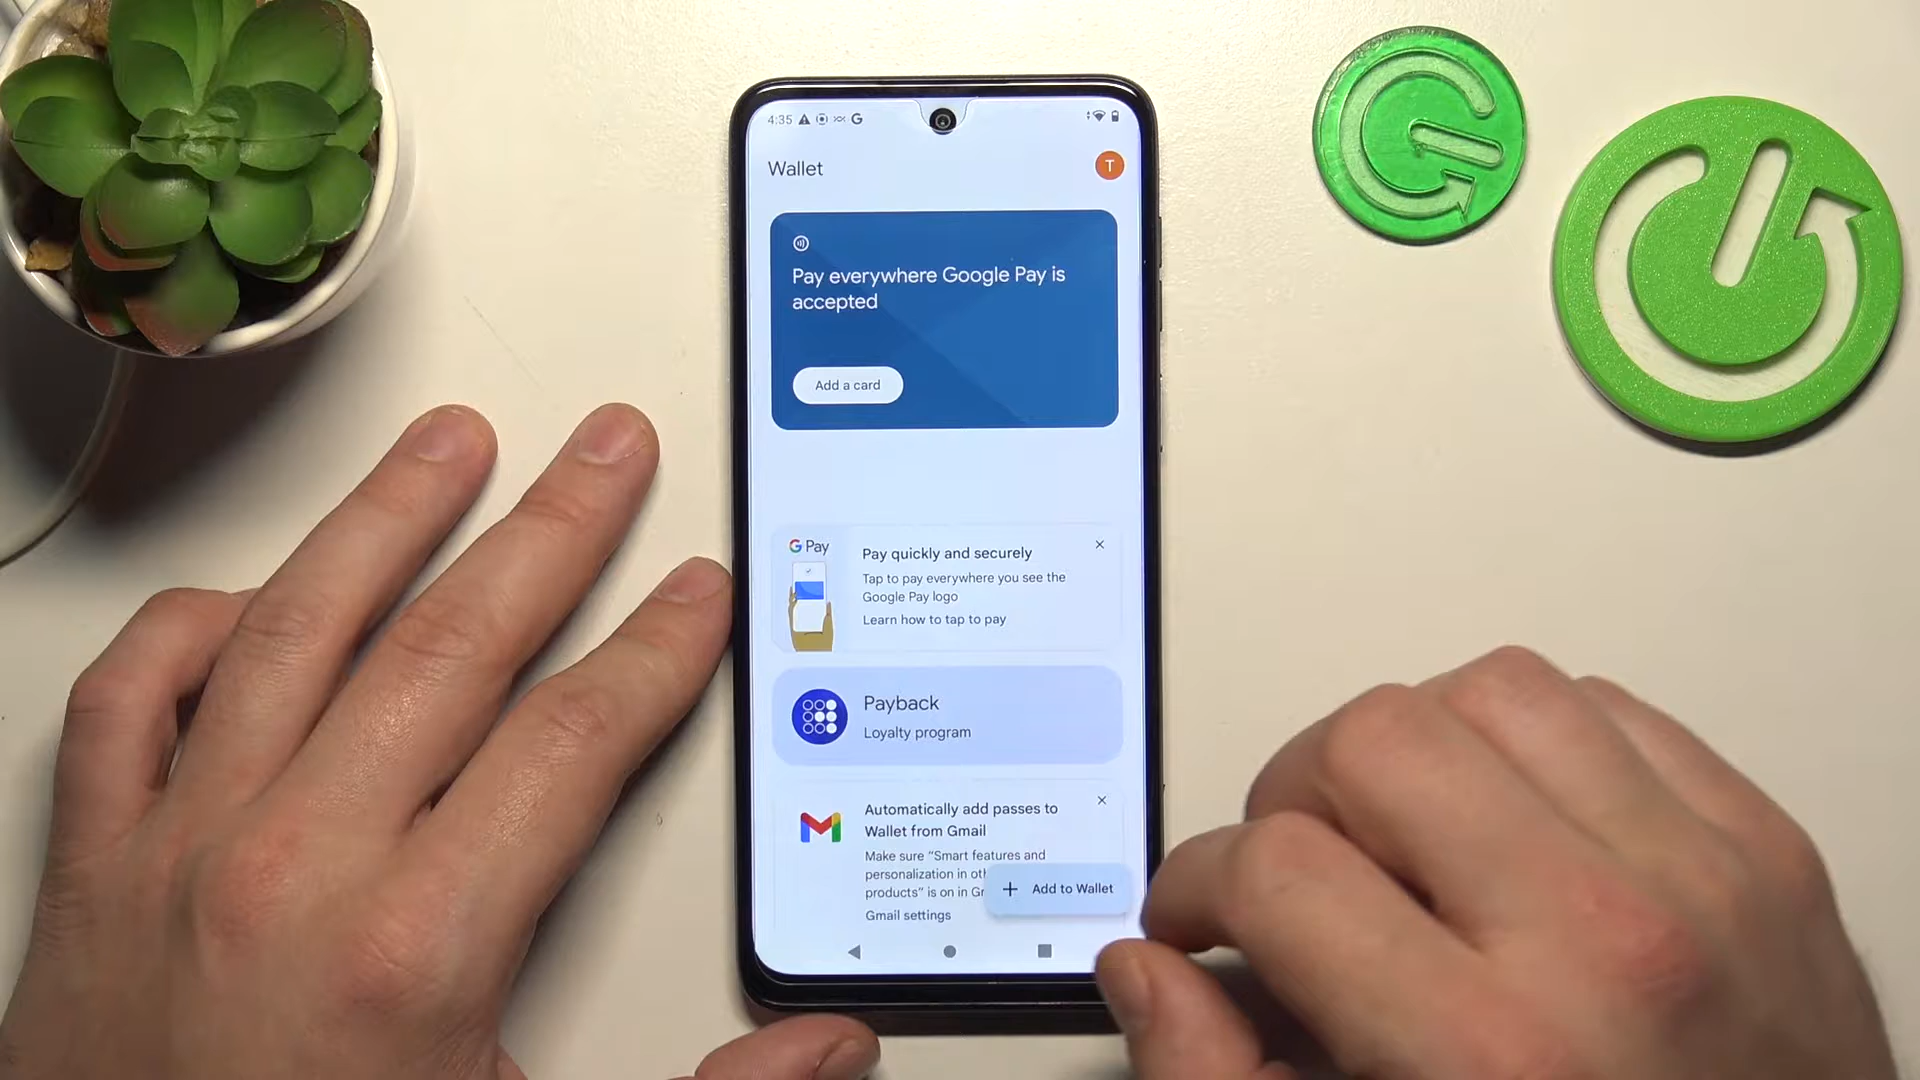 4:35
Wallet
T
Pay everywhere Google Pay is
accepted
Add a card
G Pay
Pay quickly and securely
Tap to pay everywhere you see the
Google Pay logo
Learn how to tap to pay
Payback
Loyalty program
Automatically add passes to
Wallet from Gmail
Make sure “Smart features and
personalization in
products” is on in
Gmail settings
+ Add to Wallet